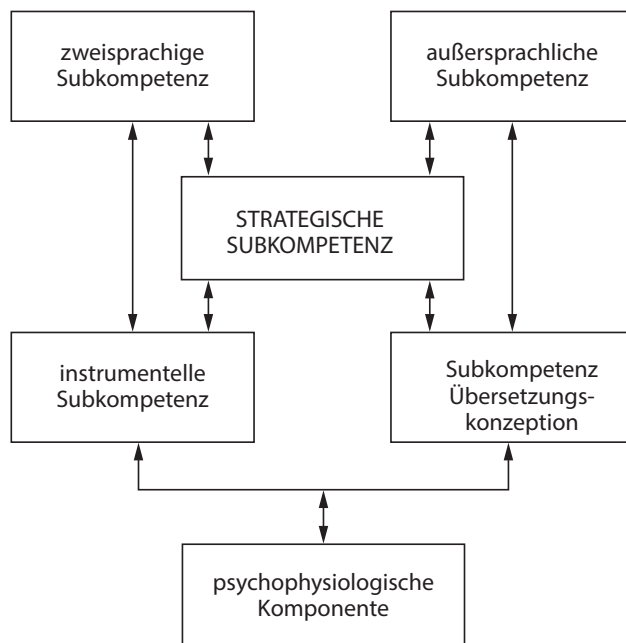 zweisprachige
Subkompetenz
außersprachliche
Subkompetenz
STRATEGISCHE
SUBKOMPETENZ
instrumentelle
Subkompetenz
Subkompetenz
Übersetzungs-
konzeption
psychophysiologische
Komponente